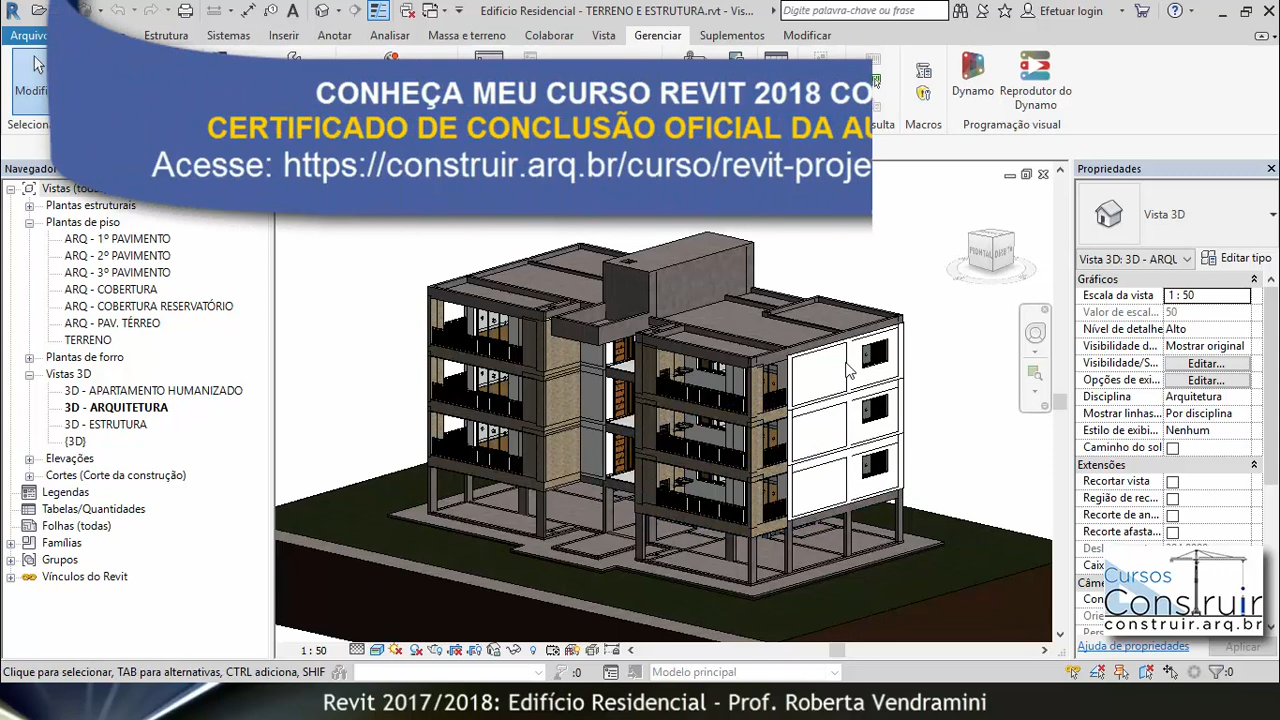 Edificio Residencial - TERRENO E ESTRUTURA.rvt - Vis...
Digite palavra-chave ou frase
Efetuar login
Arquivo
Estrutura
Sistemas
Inserir
Anotar
Analisar
Massa e terreno
Colaborar
Vista
Gerenciar
Suplementos
Modificar
CONHEÇA MEU CURSO REVIT 2018 CO
CERTIFICADO DE CONCLUSÃO OFICIAL DA AU
Acesse: https://construir.arq.br/curso/revit-proje
Modifi
Selecion
sulta
Macros
Dynamo
Reprodutor do
Dynamo
Programação visual
Navegador
Vistas (toda
Plantas estruturais
Plantas de piso
ARQ - 1º PAVIMENTO
ARQ - 2º PAVIMENTO
ARQ - 3º PAVIMENTO
ARQ - COBERTURA
ARQ - COBERTURA RESERVATÓRIO
ARQ - PAV. TÉRREO
TERRENO
Plantas de forro
Vistas 3D
3D - APARTAMENTO HUMANIZADO
3D - ARQUITETURA
3D - ESTRUTURA
{3D}
Elevações
Cortes (Corte da construção)
Legendas
Tabelas/Quantidades
Folhas (todas)
Famílias
Grupos
Vínculos do Revit
FRONTAL
Propriedades
Vista 3D
Vista 3D: 3D - ARQU
Editar tipo
Gráficos
Escala da vista 1 : 50
Valor de escal... 50
Nível de detalhe Alto
Visibilidade d... Mostrar original
Visibilidade/S... Editar...
Opções de exi... Editar...
Disciplina Arquitetura
Mostrar linhas... Por disciplina
Estilo de exibi... Nenhum
Caminho do sol
Extensões
Recortar vista
Região de rec...
Recorte de an...
Recorte afasta...
Caix
Câme
Cursos
Construir
construir.arq.br
Ajuda de propriedades
Aplicar
1 : 50
Clique para selecionar, TAB para alternativas, CTRL adiciona, SHIF
:0
Modelo principal
:0
Revit 2017/2018: Edifício Residencial - Prof. Roberta Vendramini